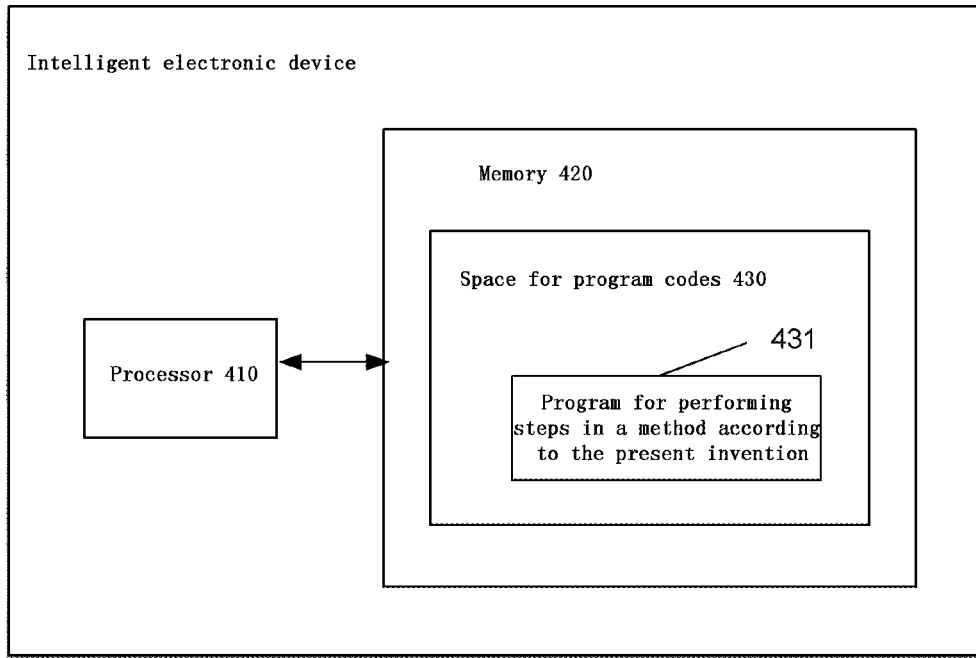 Intelligent electronic device
Memory 420
Space for program codes 430
431
Processor 410
Program for performing
steps in a method according
to the present invention